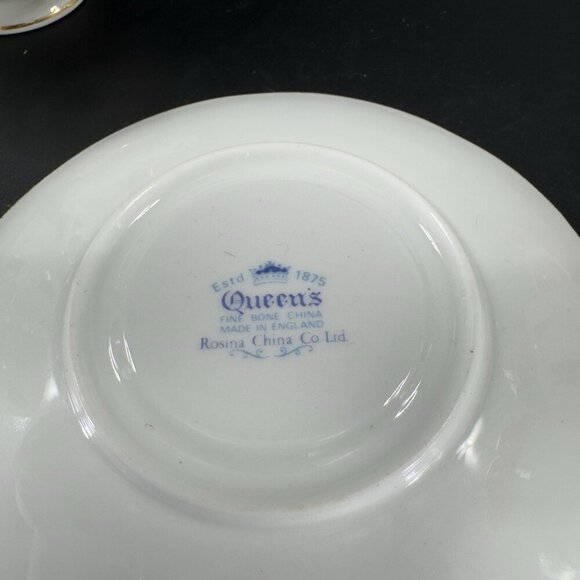 Estd 1875
Queen's
FINE BONE CHINA
MADE IN ENGLAND
Rosina China Co Ltd.